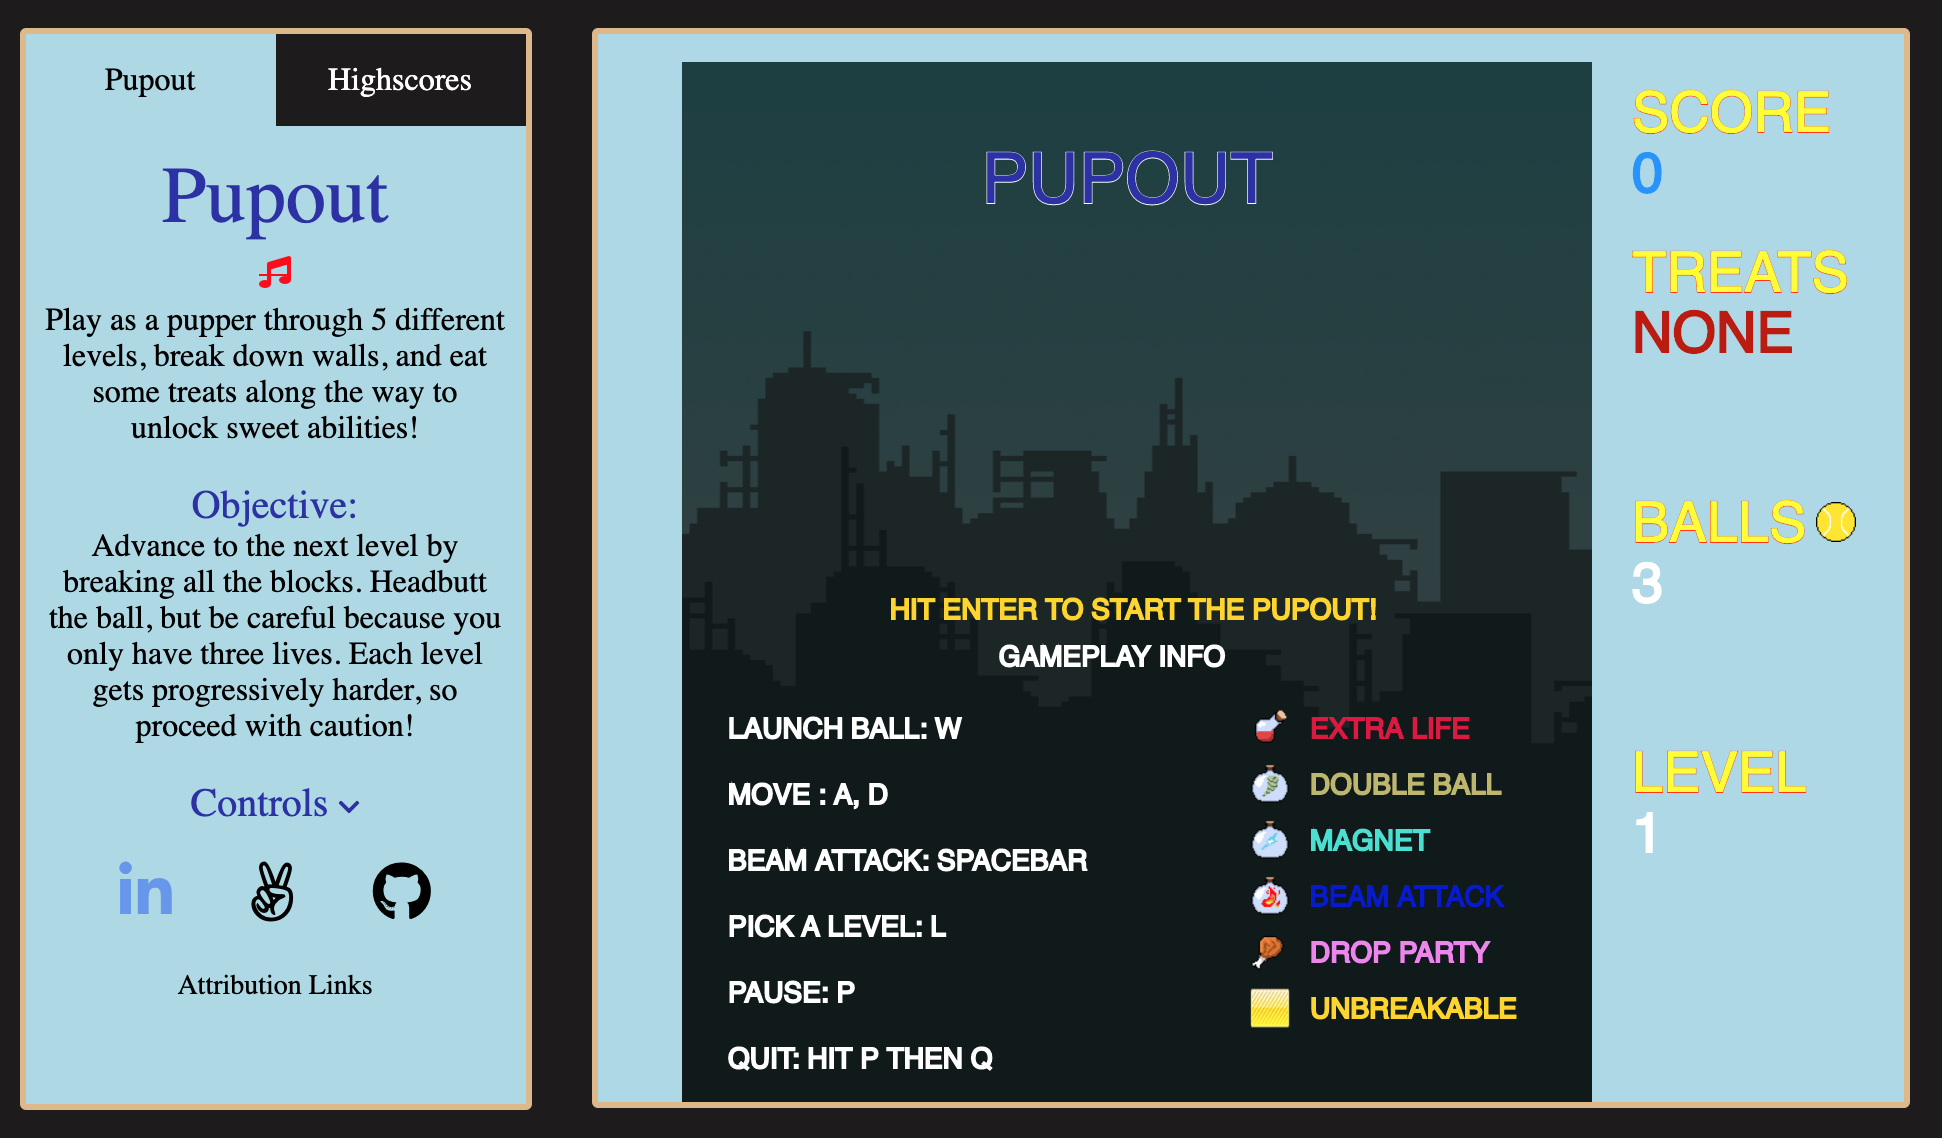 Pupout
Highscores
Pupout
Play as a pupper through 5 different
levels, break down walls, and eat
some treats along the way to
unlock sweet abilities!
Objective:
Advance to the next level by
breaking all the blocks. Headbutt
the ball, but be careful because you
only have three lives. Each level
gets progressively harder, so
proceed with caution!
Controls
in
Attribution Links
PUPOUT
HIT ENTER TO START THE PUPOUT!
GAMEPLAY INFO
LAUNCH BALL: W
MOVE : A, D
BEAM ATTACK: SPACEBAR
PICK A LEVEL: L
PAUSE: P
QUIT: HIT P THEN Q
EXTRA LIFE
DOUBLE BALL
MAGNET
BEAM ATTACK
DROP PARTY
UNBREAKABLE
SCORE
0
TREATS
NONE
BALLS
3
LEVEL
1